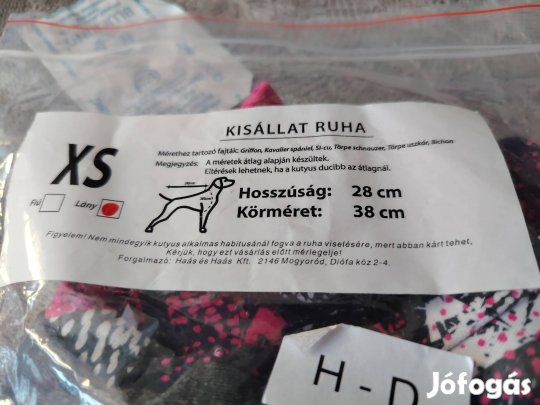 KISÁLLAT RUHA
XS
Mérethez tartozó fajták: Griffon, Kavalier spániel, Si-cu, Törpe schnauzer, Törpe uszkár, Bichon
Megjegyzés: A méretek átlag alapján készültek.
Eltérések lehetnek, ha a kutyus ducibb az átlagnál.
Fiú Lány
Hosszúság: 28 cm
Körméret: 38 cm
Figyelem! Nem mindegyik kutyus alkalmas habitusánál fogva a ruha viselésére, mert abban kárt tehet,
Kérjük, hogy ezt vásárlás előtt mérlegelje!
Forgalmazó: Haás és Haás Kft. 2146 Mogyoród, Diófa köz 2-4.
H - D
Jófogás